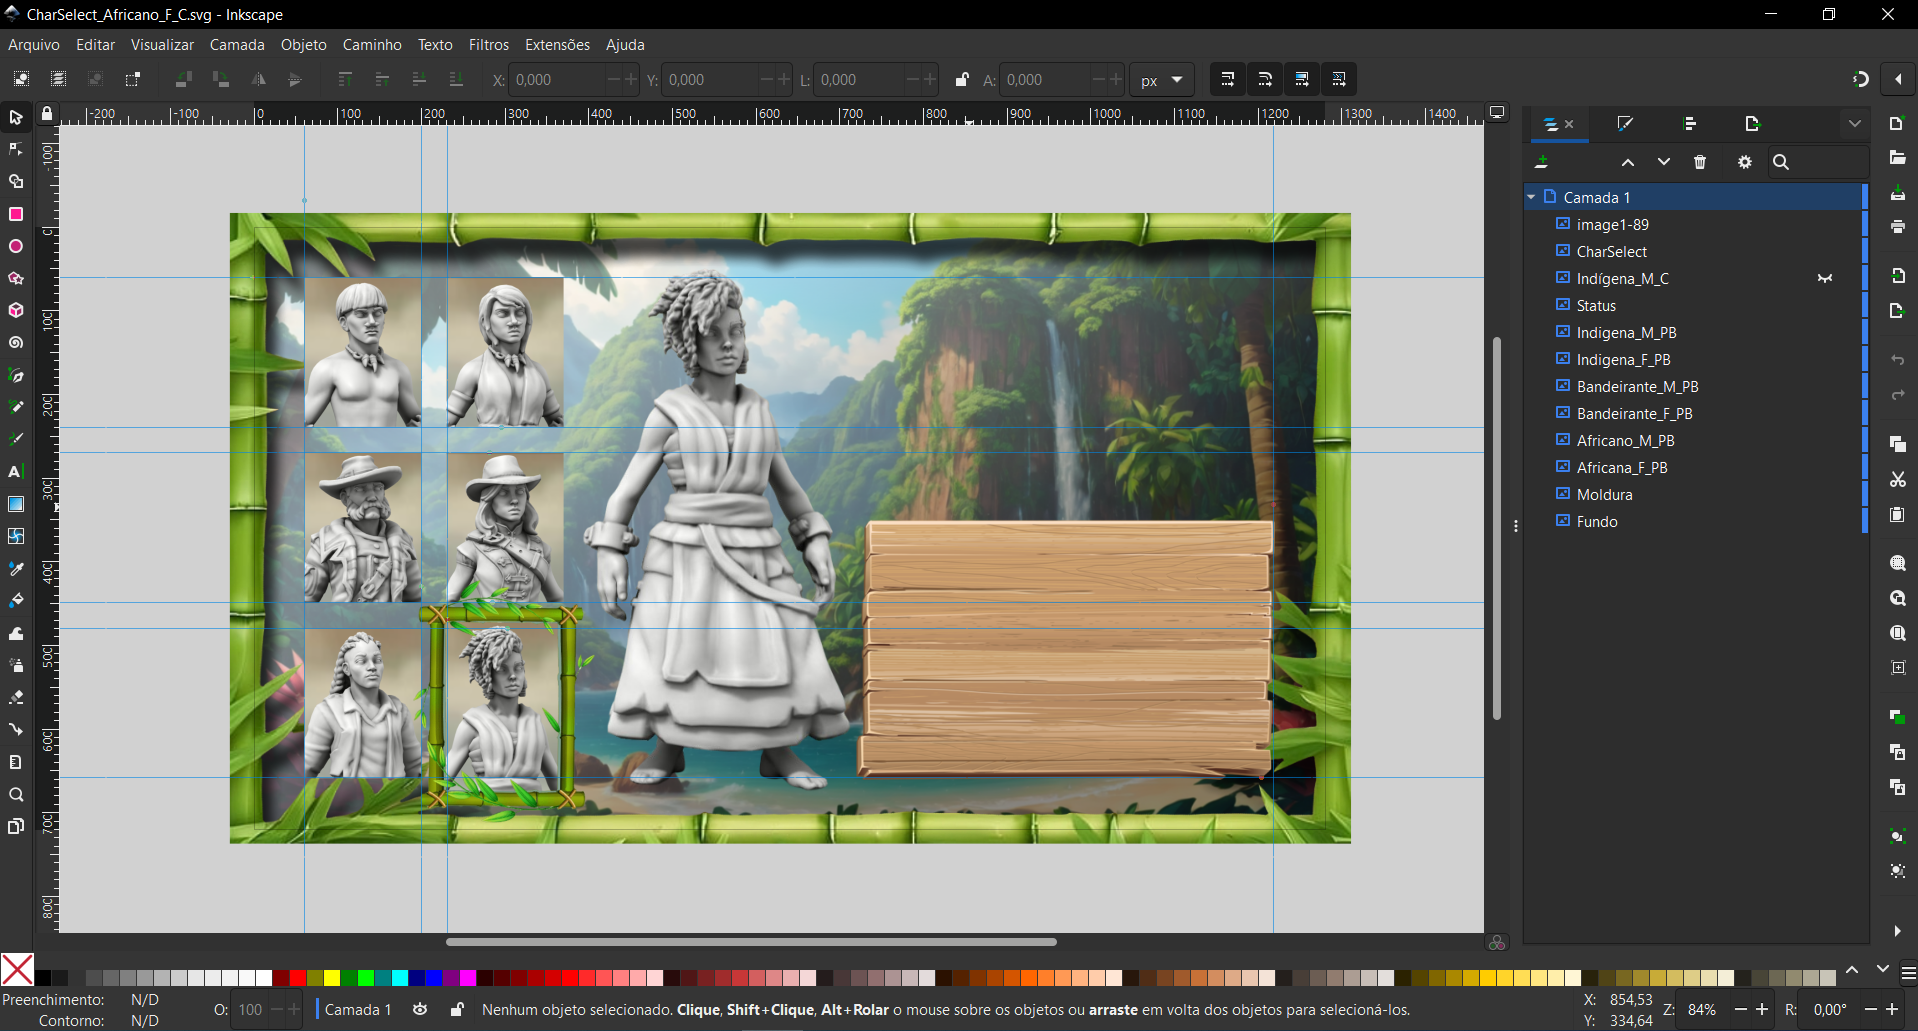 CharSelect_Africano_F_C.svg - Inkscape
Arquivo Editar Visualizar Camada Objeto Caminho Texto Filtros Extensões Ajuda
X: 0,000 Y: 0,000 L: 0,000 A: 0,000 px
-200 -100 0 100 200 300 400 500 600 700 800 900 1000 1100 1200 1300 1400
-100
0
100
200
300
400
500
600
700
800
Camada 1
image1-89
CharSelect
Indígena_M_C
Status
Indigena_M_PB
Indigena_F_PB
Bandeirante_M_PB
Bandeirante_F_PB
Africano_M_PB
Africana_F_PB
Moldura
Fundo
Preenchimento: N/D
Contorno: N/D
O: 100
Camada 1
Nenhum objeto selecionado. Clique, Shift+Clique, Alt+Rolar o mouse sobre os objetos ou arraste em volta dos objetos para selecioná-los.
X: 854,53
Y: 334,64
Z: 84%
R: 0,00°